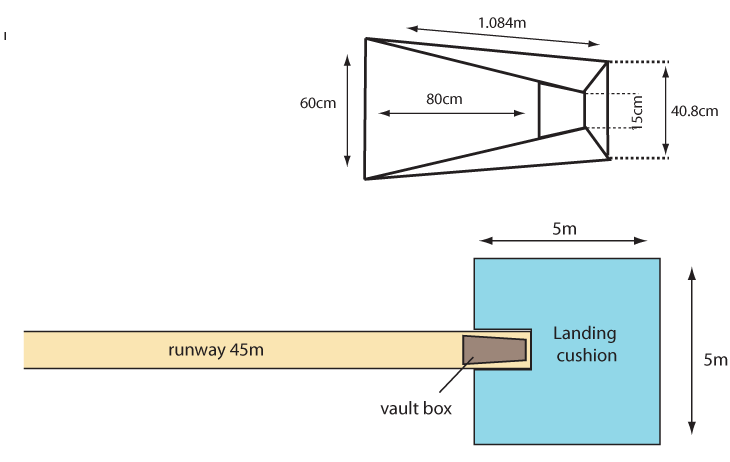 1.084m
60cm
80cm
15cm
40.8cm
5m
runway 45m
Landing
cushion
5m
vault box